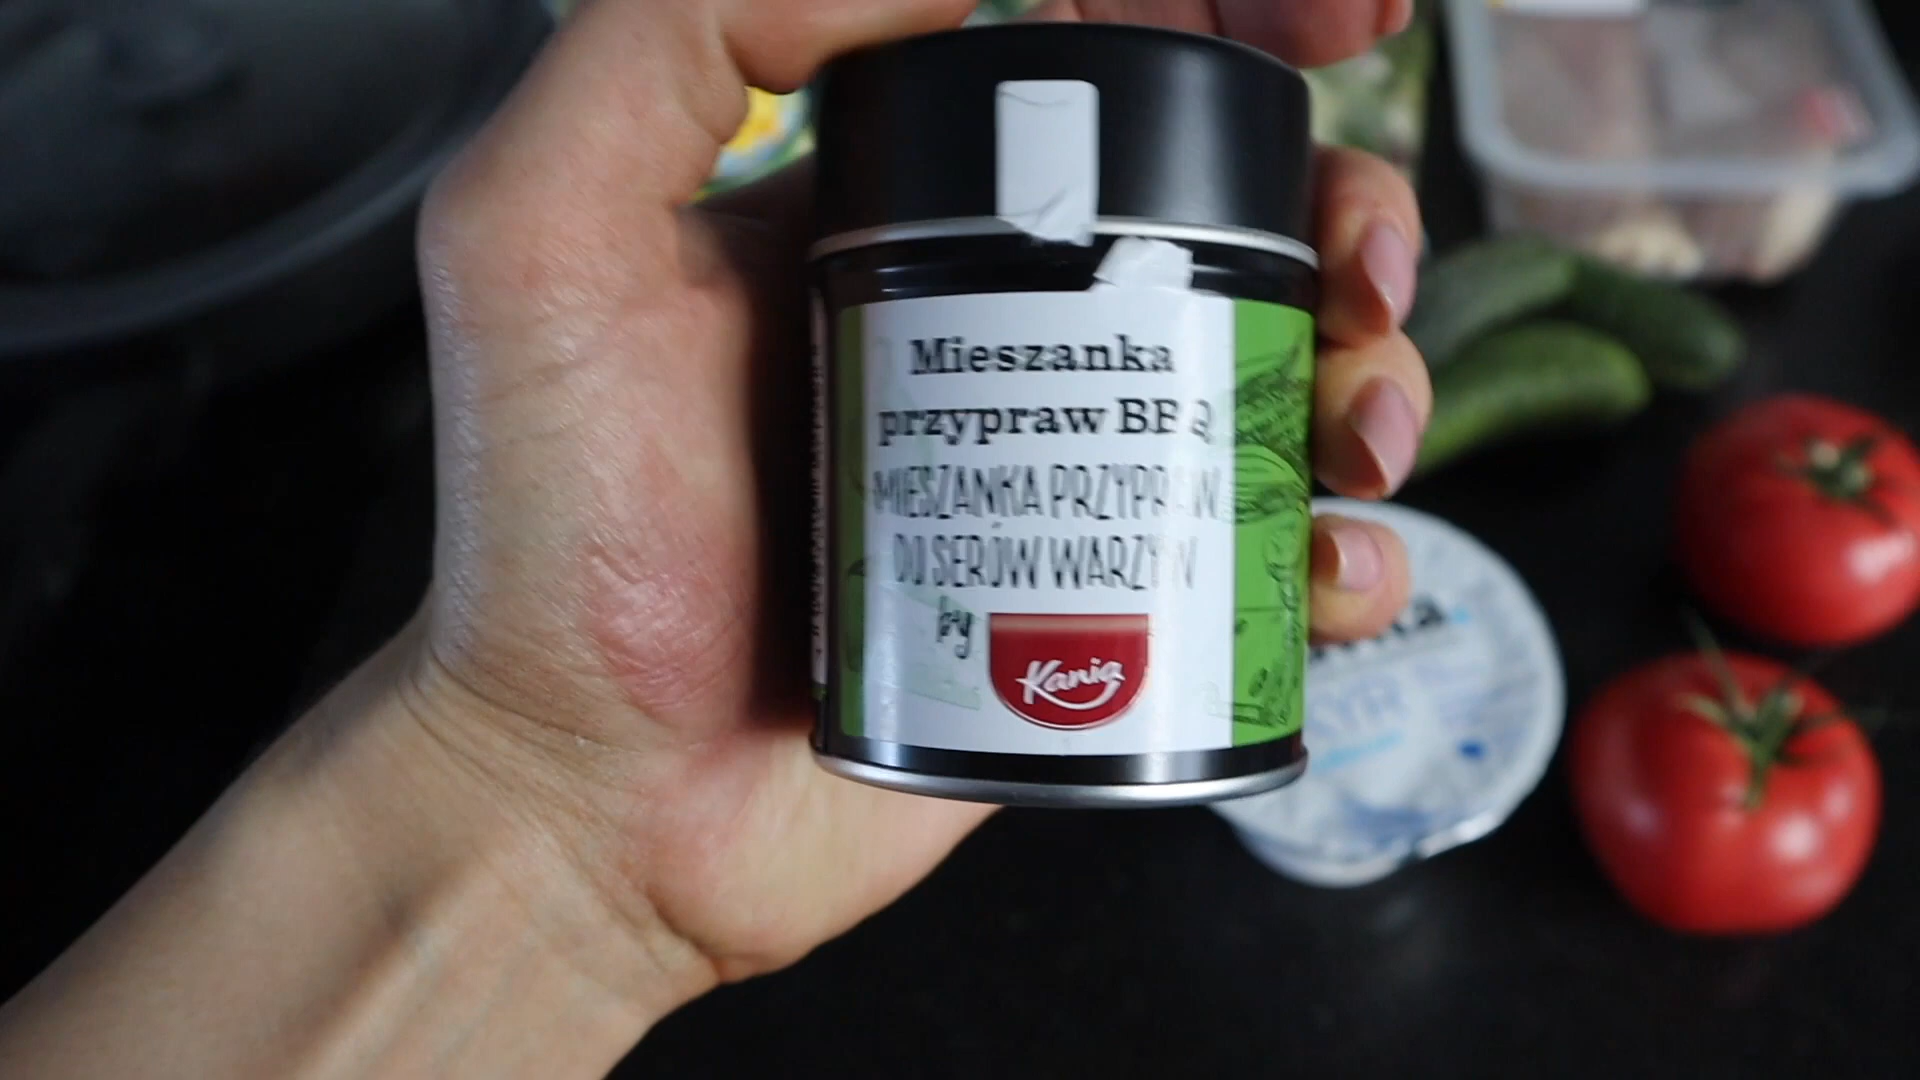 Mieszanka
przypraw BBQ
MIESZANKA PRZYPRAW
DO SERÓW WARZYW
by
Kania